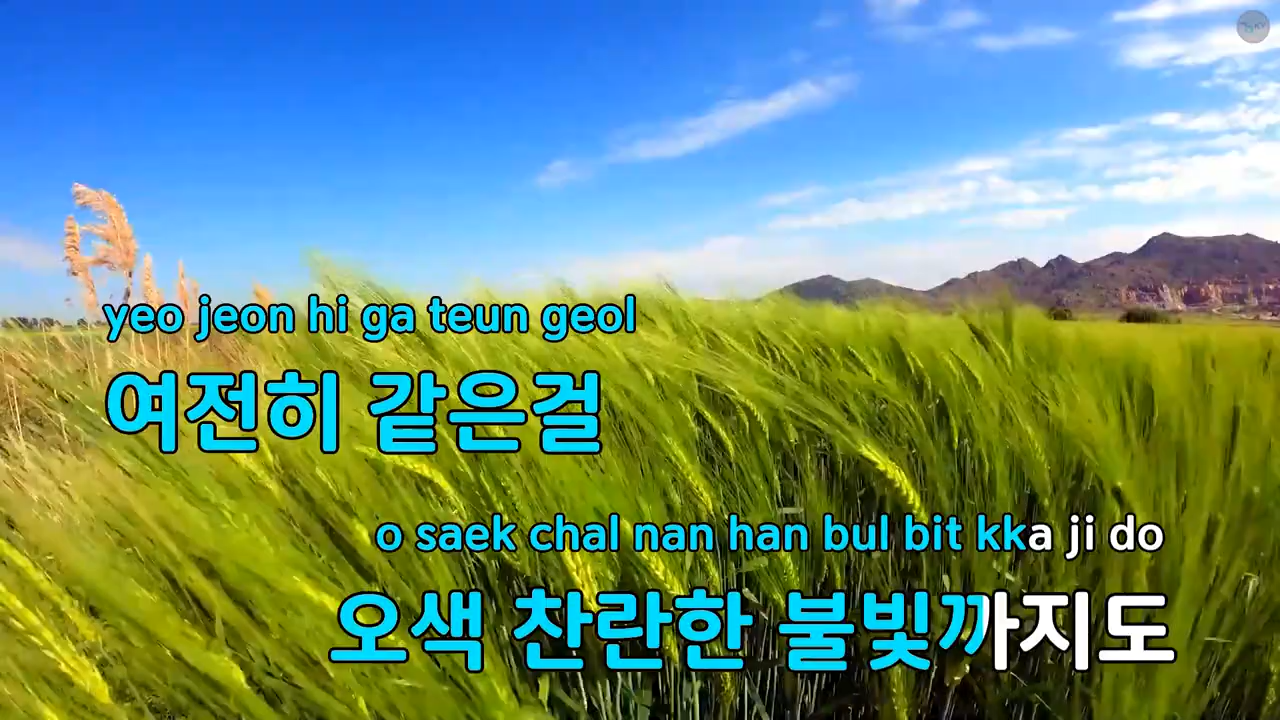 yeo jeon hi ga teun geol
여전히 같은걸
o saek chal nan han bul bit kka ji do
오색 찬란한 불빛까지도